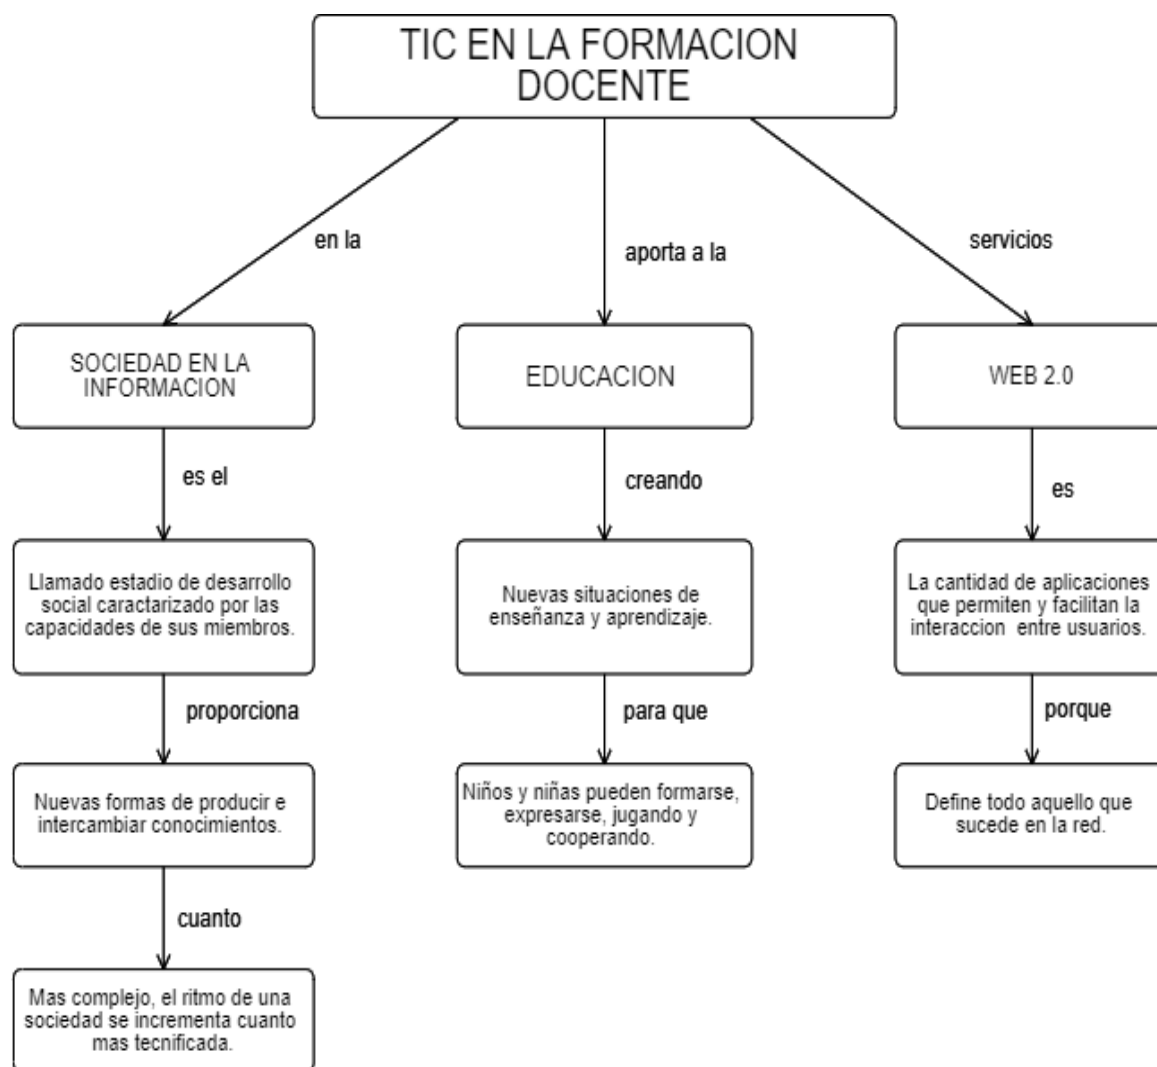 TIC EN LA FORMACION
DOCENTE
en la
aporta a la
servicios
SOCIEDAD EN LA
INFORMACION
EDUCACION
WEB 2.0
es el
creando
es
Llamado estadio de desarrollo
social caractarizado por las
capacidades de sus miembros.
Nuevas situaciones de
enseñanza y aprendizaje.
La cantidad de aplicaciones
que permiten y facilitan la
interaccion  entre usuarios.
proporciona
para que
porque
Nuevas formas de producir e
intercambiar conocimientos.
Niños y niñas pueden formarse,
expresarse, jugando y
cooperando.
Define todo aquello que
sucede en la red.
cuanto
Mas complejo, el ritmo de una
sociedad se incrementa cuanto
mas tecnificada.